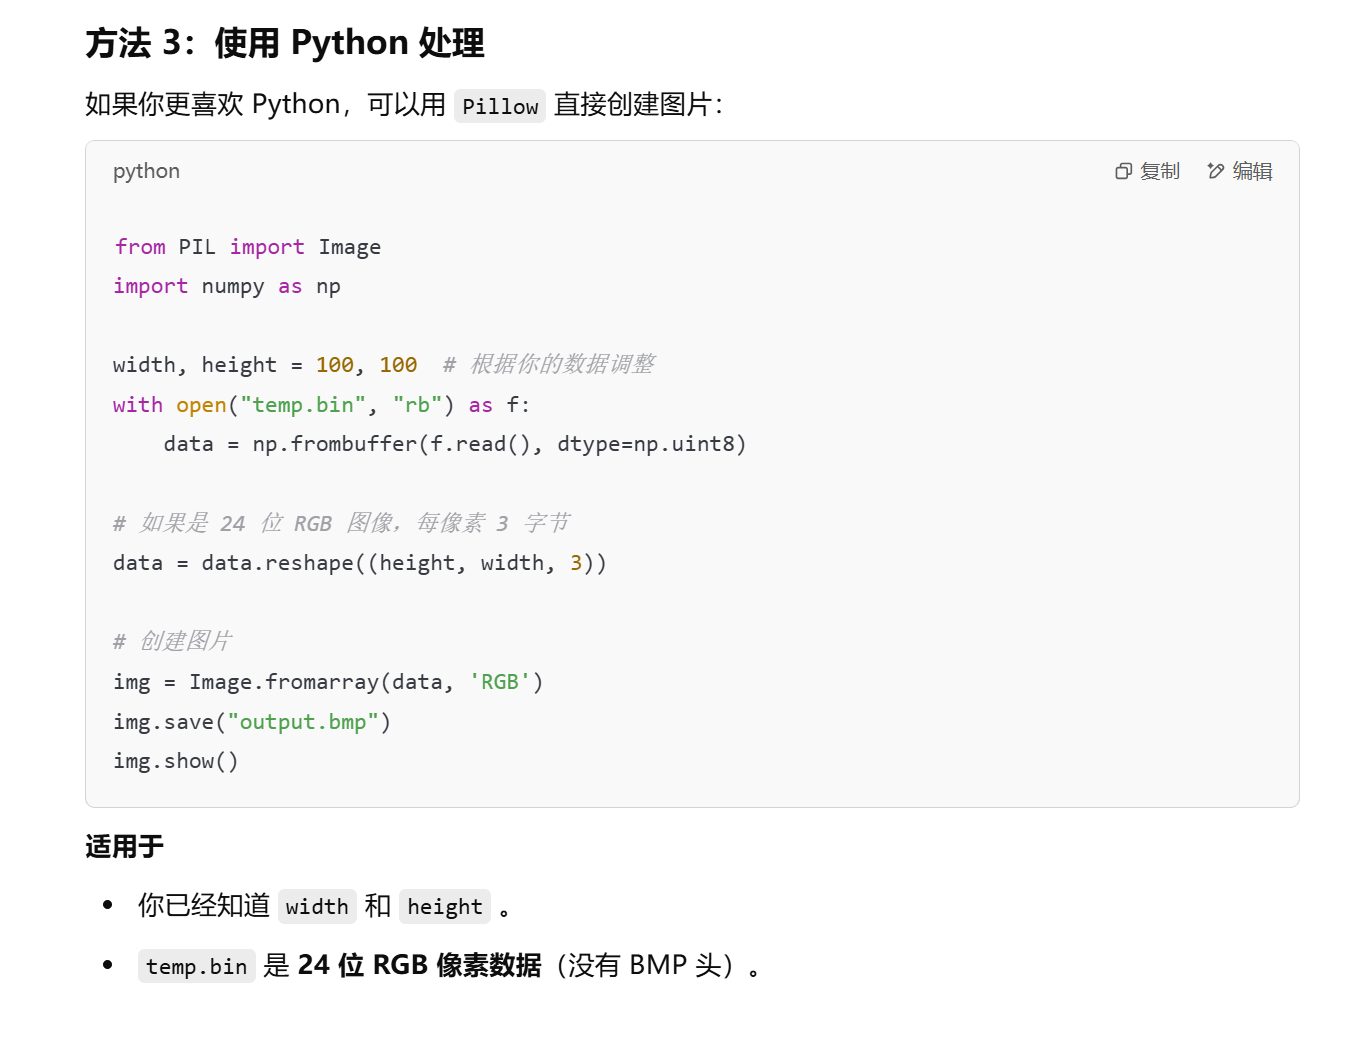 方法 3：使用 Python 处理
如果你更喜欢 Python，可以用 Pillow 直接创建图片：
python
复制 编辑
from PIL import Image
import numpy as np
width, height = 100, 100  # 根据你的数据调整
with open("temp.bin", "rb") as f:
    data = np.frombuffer(f.read(), dtype=np.uint8)
# 如果是 24 位 RGB 图像，每像素 3 字节
data = data.reshape((height, width, 3))
# 创建图片
img = Image.fromarray(data, 'RGB')
img.save("output.bmp")
img.show()
适用于
• 你已经知道 width 和 height 。
• temp.bin 是 24 位 RGB 像素数据（没有 BMP 头）。